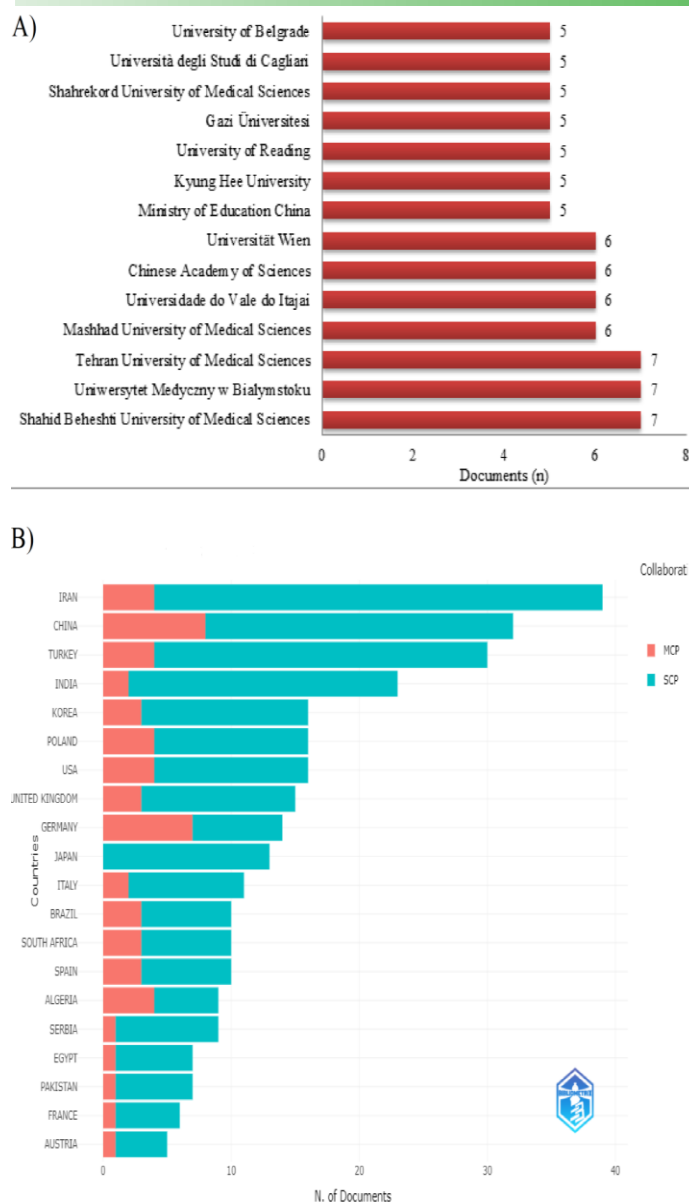 A)
University of Belgrade 5
Università degli Studi di Cagliari 5
Shahrekord University of Medical Sciences 5
Gazi Üniversitesi 5
University of Reading 5
Kyung Hee University 5
Ministry of Education China 5
Universität Wien 6
Chinese Academy of Sciences 6
Universidade do Vale do Itajai 6
Mashhad University of Medical Sciences 6
Tehran University of Medical Sciences 7
Uniwersytet Medyczny w Bialymstoku 7
Shahid Beheshti University of Medical Sciences 7
0 2 4 6 8
Documents (n)
B)
Collaborati
MCP
SCP
Countries
IRAN
CHINA
TURKEY
INDIA
KOREA
POLAND
USA
UNITED KINGDOM
GERMANY
JAPAN
ITALY
BRAZIL
SOUTH AFRICA
SPAIN
ALGERIA
SERBIA
EGYPT
PAKISTAN
FRANCE
AUSTRIA
0 10 20 30 40
N. of Documents